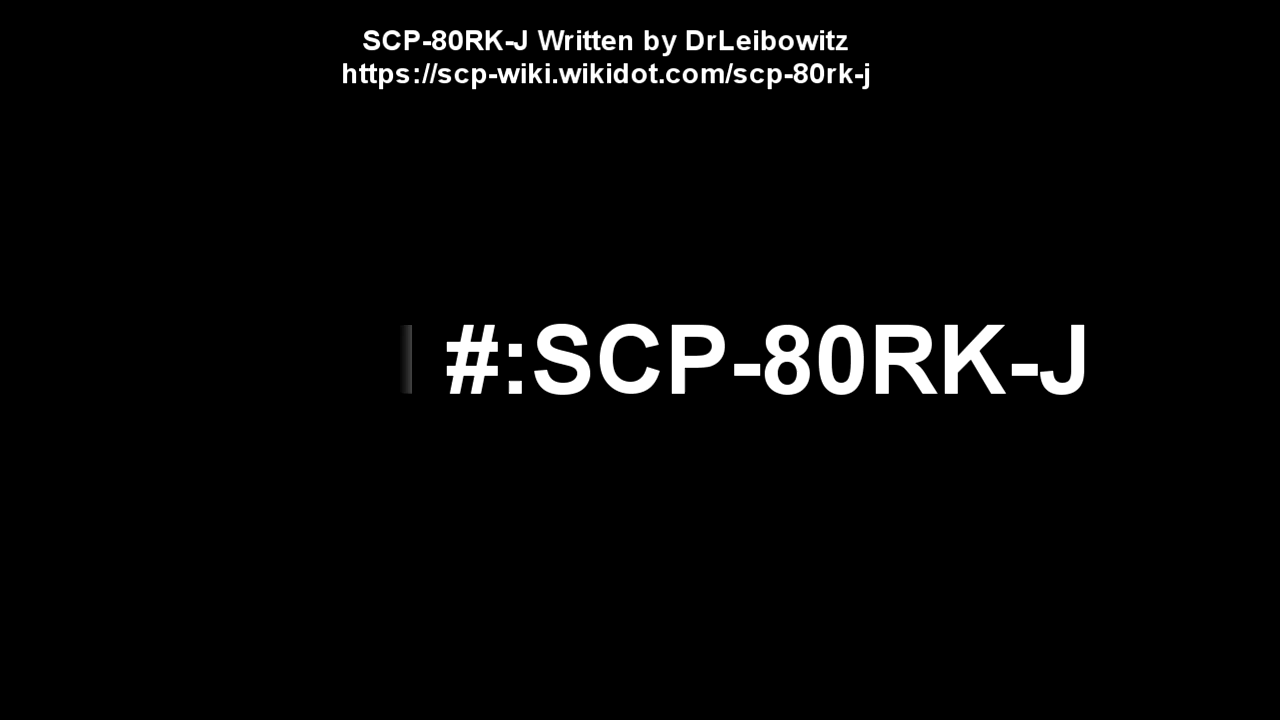 SCP-80RK-J Written by DrLeibowitz
https://scp-wiki.wikidot.com/scp-80rk-j
#:SCP-80RK-J